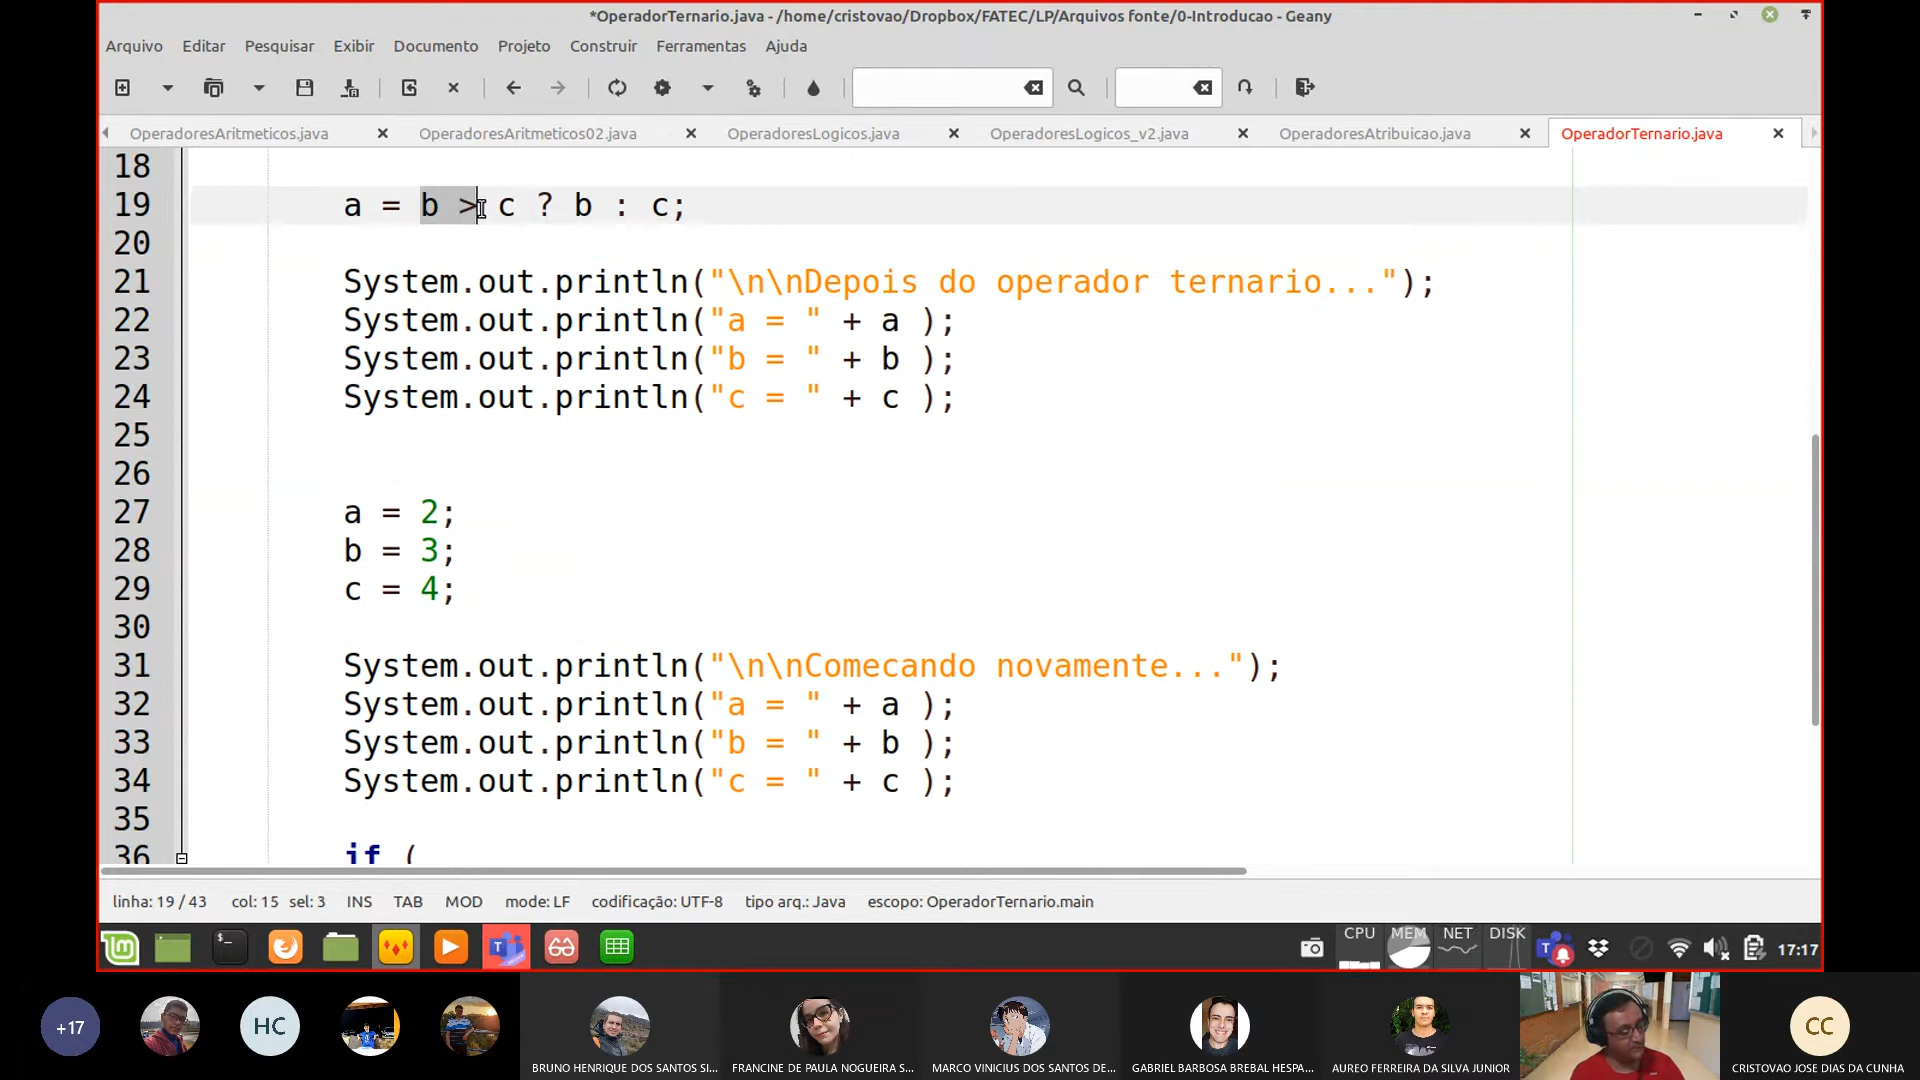 *OperadorTernario.java - /home/cristovao/Dropbox/FATEC/LP/Arquivos fonte/0-Introducao - Geany
Arquivo Editar Pesquisar Exibir Documento Projeto Construir Ferramentas Ajuda
OperadoresAritmeticos.java OperadoresAritmeticos02.java OperadoresLogicos.java OperadoresLogicos_v2.java OperadoresAtribuicao.java OperadorTernario.java
18
19 a = b > c ? b : c;
20
21 System.out.println("\n\nDepois do operador ternario...");
22 System.out.println("a = " + a );
23 System.out.println("b = " + b );
24 System.out.println("c = " + c );
25
26
27 a = 2;
28 b = 3;
29 c = 4;
30
31 System.out.println("\n\nComecando novamente...");
32 System.out.println("a = " + a );
33 System.out.println("b = " + b );
34 System.out.println("c = " + c );
35
36 if (
linha: 19 / 43 col: 15 sel: 3 INS TAB MOD mode: LF codificação: UTF-8 tipo arq.: Java escopo: OperadorTernario.main
CPU MEM NET DISK 17:17
+17 HC CC
BRUNO HENRIQUE DOS SANTOS SI... FRANCINE DE PAULA NOGUEIRA S... MARCO VINICIUS DOS SANTOS DE... GABRIEL BARBOSA BREBAL HESPA... AUREO FERREIRA DA SILVA JUNIOR CRISTOVAO JOSE DIAS DA CUNHA